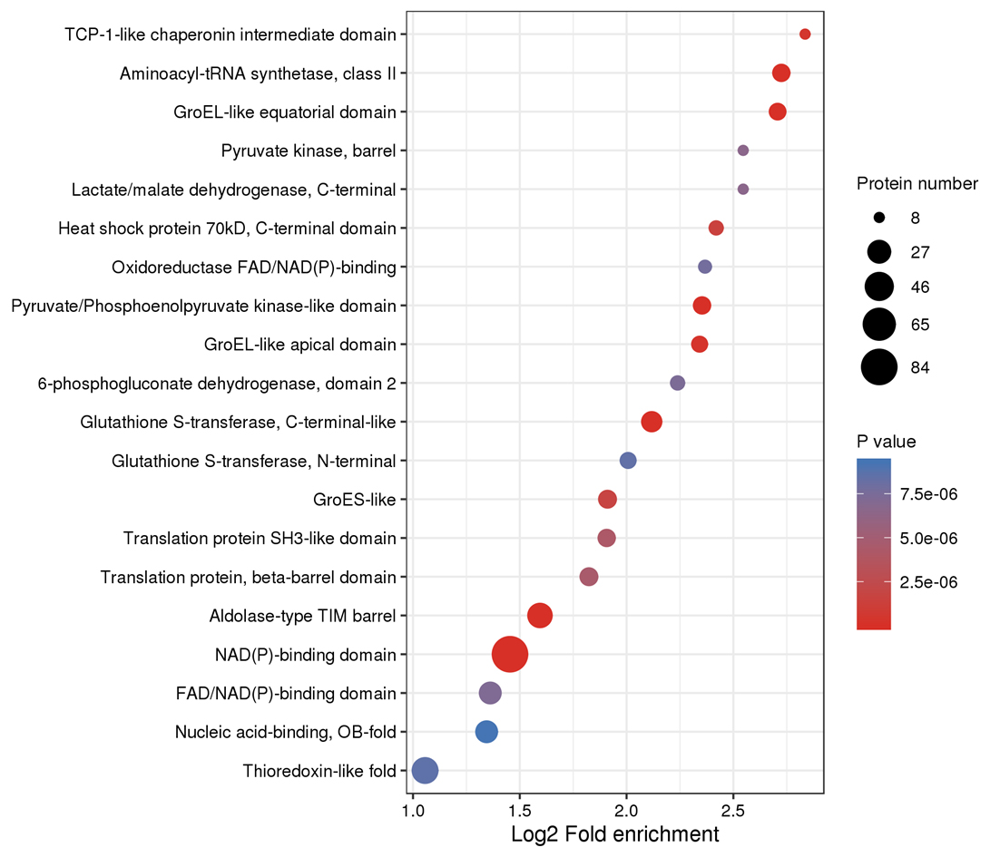 TCP-1-like chaperonin intermediate domain
Aminoacyl-tRNA synthetase, class II
GroEL-like equatorial domain
Pyruvate kinase, barrel
Lactate/malate dehydrogenase, C-terminal
Heat shock protein 70kD, C-terminal domain
Oxidoreductase FAD/NAD(P)-binding
Pyruvate/Phosphoenolpyruvate kinase-like domain
GroEL-like apical domain
6-phosphogluconate dehydrogenase, domain 2
Glutathione S-transferase, C-terminal-like
Glutathione S-transferase, N-terminal
GroES-like
Translation protein SH3-like domain
Translation protein, beta-barrel domain
Aldolase-type TIM barrel
NAD(P)-binding domain
FAD/NAD(P)-binding domain
Nucleic acid-binding, OB-fold
Thioredoxin-like fold
1.0 1.5 2.0 2.5
Log2 Fold enrichment
Protein number
8
27
46
65
84
P value
7.5e-06
5.0e-06
2.5e-06